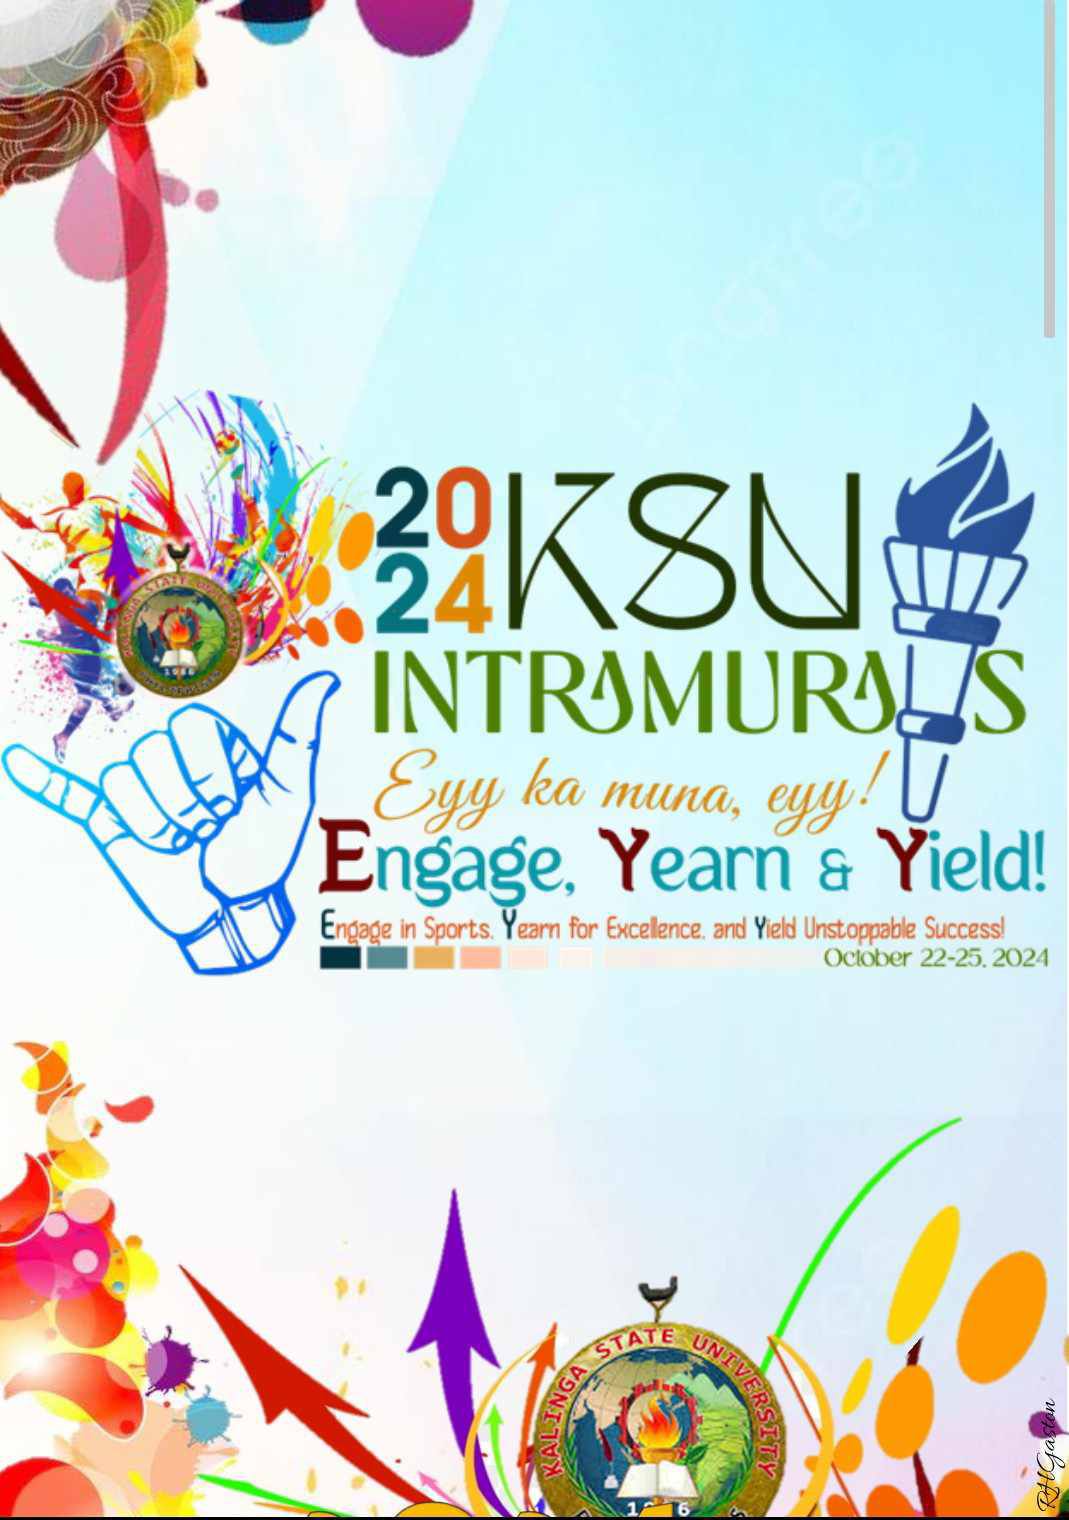 2024 KSU
INTRAMURALS
Eyy ka muna, eyy!
Engage, Yearn & Yield!
Engage in Sports, Yearn for Excellence, and Yield Unstoppable Success!
October 22-25, 2024
KALINGA STATE UNIVERSITY
RHGaston